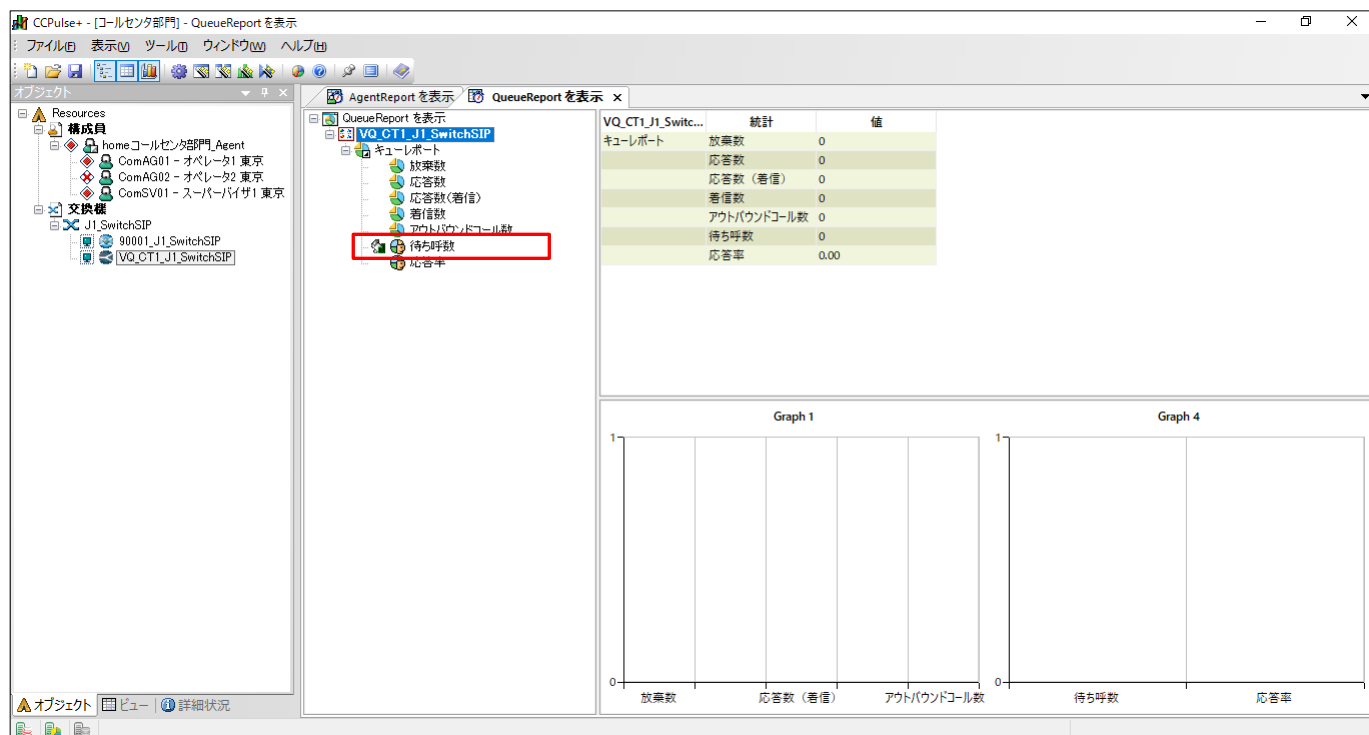 CCPulse+ - [コールセンタ部門] - QueueReport を表示
ファイル(F) 表示(V) ツール(T) ウィンドウ(W) ヘルプ(H)
オブジェクト
Resources
構成員
home コールセンタ部門_Agent
ComAG01 - オペレータ1 東京
ComAG02 - オペレータ2 東京
ComSV01 - スーパーバイザ1 東京
交換機
J1_SwitchSIP
90001_J1_SwitchSIP
VQ_CT1_J1_SwitchSIP
AgentReport を表示 QueueReport を表示
QueueReport を表示
VQ_CT1_J1_SwitchSIP
キューレポート
放棄数
応答数
応答数(着信)
着信数
アウトバウンドコール数
待ち呼数
応答率
VQ_CT1_J1_Switc... 統計 値
キューレポート 放棄数 0
応答数 0
応答数（着信） 0
着信数 0
アウトバウンドコール数 0
待ち呼数 0
応答率 0.00
Graph 1
1
0
放棄数 応答数（着信） アウトバウンドコール数
Graph 4
1
0
待ち呼数 応答率
オブジェクト ビュー 詳細状況